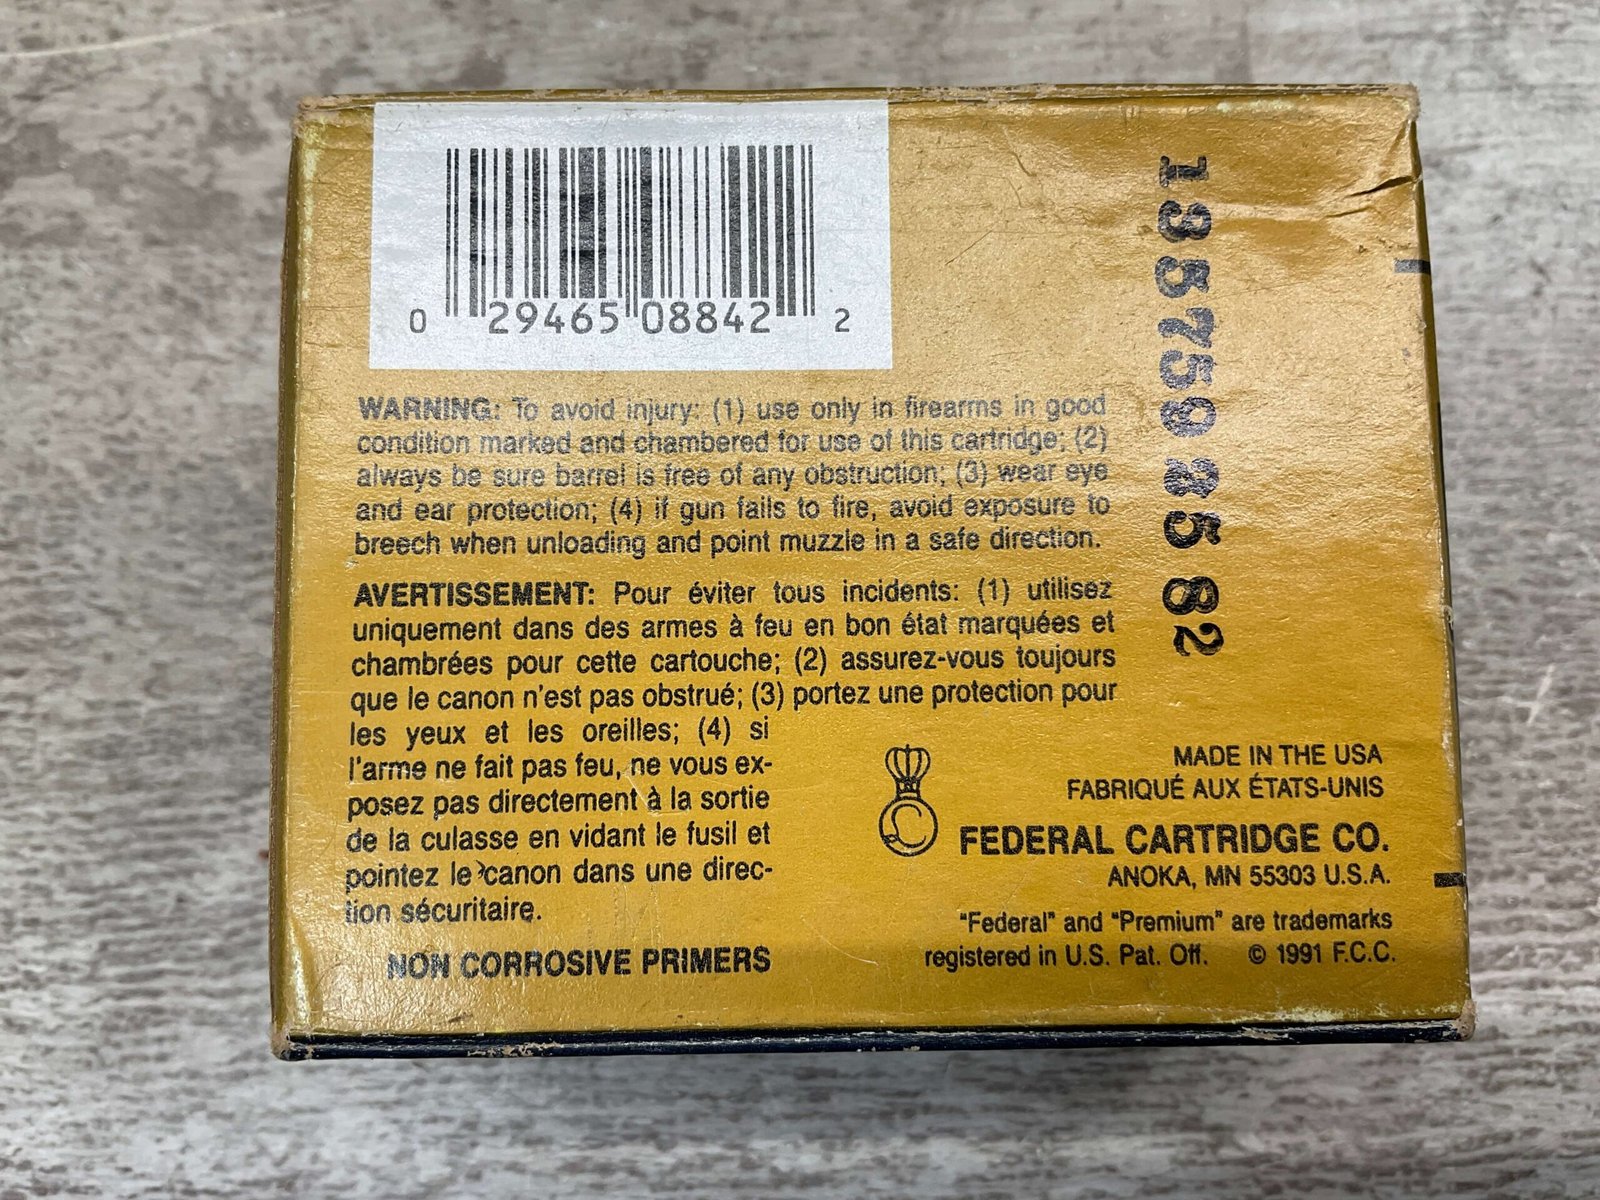 0 29465 08842 2
WARNING: To avoid injury: (1) use only in firearms in good
condition marked and chambered for use of this cartridge; (2)
always be sure barrel is free of any obstruction; (3) wear eye
and ear protection; (4) if gun fails to fire, avoid exposure to
breech when unloading and point muzzle in a safe direction.
AVERTISSEMENT: Pour éviter tous incidents: (1) utilisez
uniquement dans des armes à feu en bon état marquées et
chambrées pour cette cartouche; (2) assurez-vous toujours
que le canon n'est pas obstrué; (3) portez une protection pour
les yeux et les oreilles; (4) si
l'arme ne fait pas feu, ne vous ex-
posez pas directement à la sortie
de la culasse en vidant le fusil et
pointez le canon dans une direc-
tion sécuritaire.
NON CORROSIVE PRIMERS
MADE IN THE USA
FABRIQUÉ AUX ÉTATS-UNIS
FEDERAL CARTRIDGE CO.
ANOKA, MN 55303 U.S.A.
"Federal" and "Premium" are trademarks
registered in U.S. Pat. Off. © 1991 F.C.C.